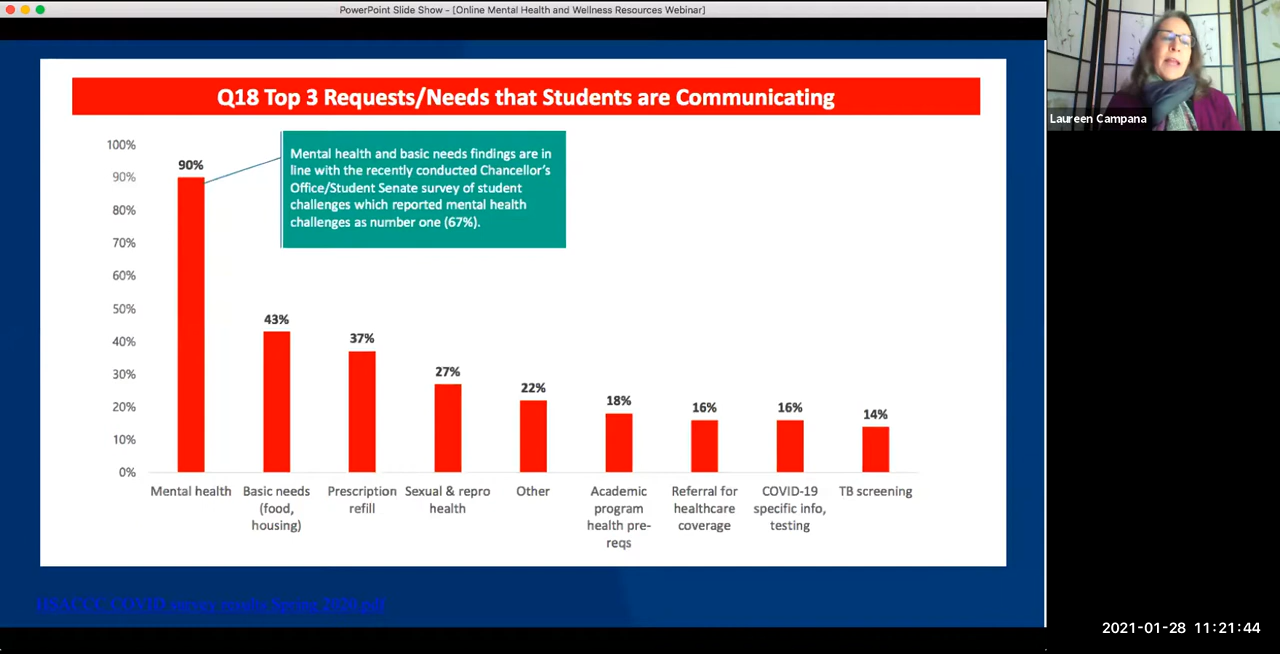 PowerPoint Slide Show - [Online Mental Health and Wellness Resources Webinar]
Laureen Campana
Q18 Top 3 Requests/Needs that Students are Communicating
Mental health and basic needs findings are in
line with the recently conducted Chancellor's
Office/Student Senate survey of student
challenges which reported mental health
challenges as number one (67%).
100%
90%
80%
70%
60%
50%
40%
30%
20%
10%
0%
90%
43%
37%
27%
22%
18%
16%
16%
14%
Mental health
Basic needs
(food,
housing)
Prescription
refill
Sexual & repro
health
Other
Academic
program
health pre-
reqs
Referral for
healthcare
coverage
COVID-19
specific info,
testing
TB screening
HSACCC COVID survey results Spring 2020.pdf
2021-01-28 11:21:44